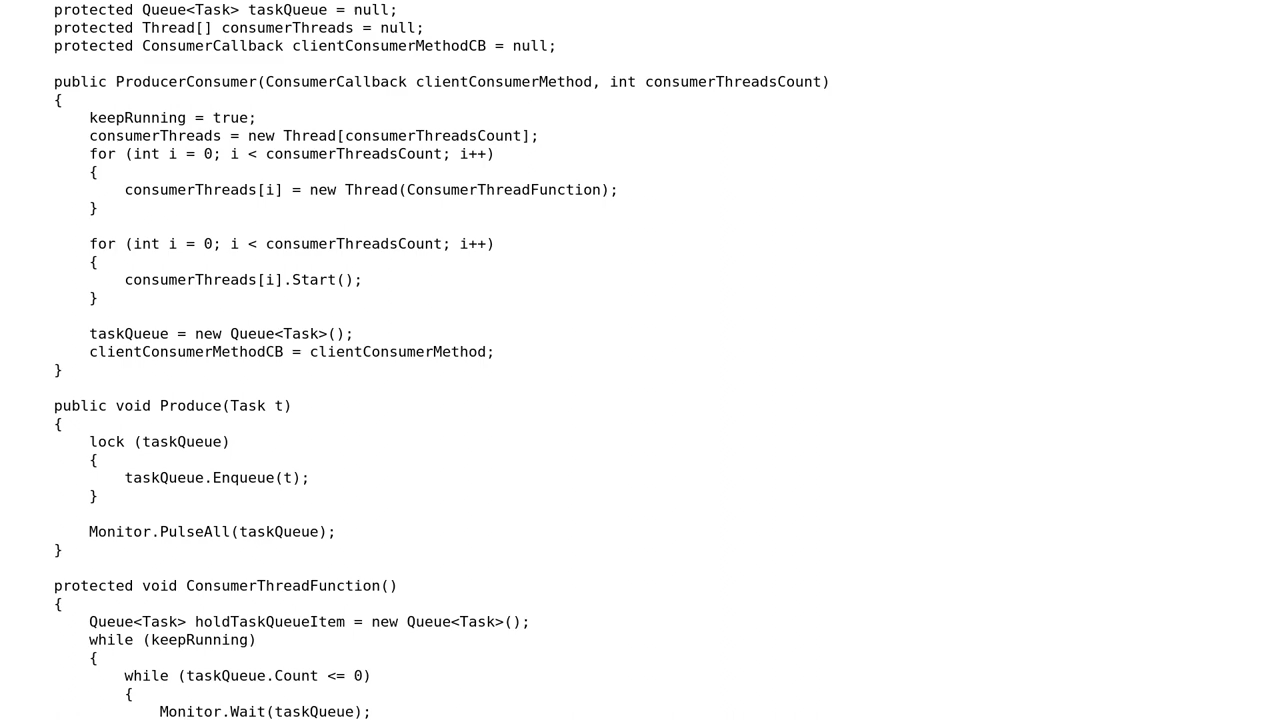 protected Queue<Task> taskQueue = null;
protected Thread[] consumerThreads = null;
protected ConsumerCallback clientConsumerMethodCB = null;
public ProducerConsumer(ConsumerCallback clientConsumerMethod, int consumerThreadsCount)
{
keepRunning = true;
consumerThreads = new Thread[consumerThreadsCount];
for (int i = 0; i < consumerThreadsCount; i++)
{
consumerThreads[i] = new Thread(ConsumerThreadFunction);
}
for (int i = 0; i < consumerThreadsCount; i++)
{
consumerThreads[i].Start();
}
taskQueue = new Queue<Task>();
clientConsumerMethodCB = clientConsumerMethod;
}
public void Produce(Task t)
{
lock (taskQueue)
{
taskQueue.Enqueue(t);
}
Monitor.PulseAll(taskQueue);
}
protected void ConsumerThreadFunction()
{
Queue<Task> holdTaskQueueItem = new Queue<Task>();
while (keepRunning)
{
while (taskQueue.Count <= 0)
{
Monitor.Wait(taskQueue);